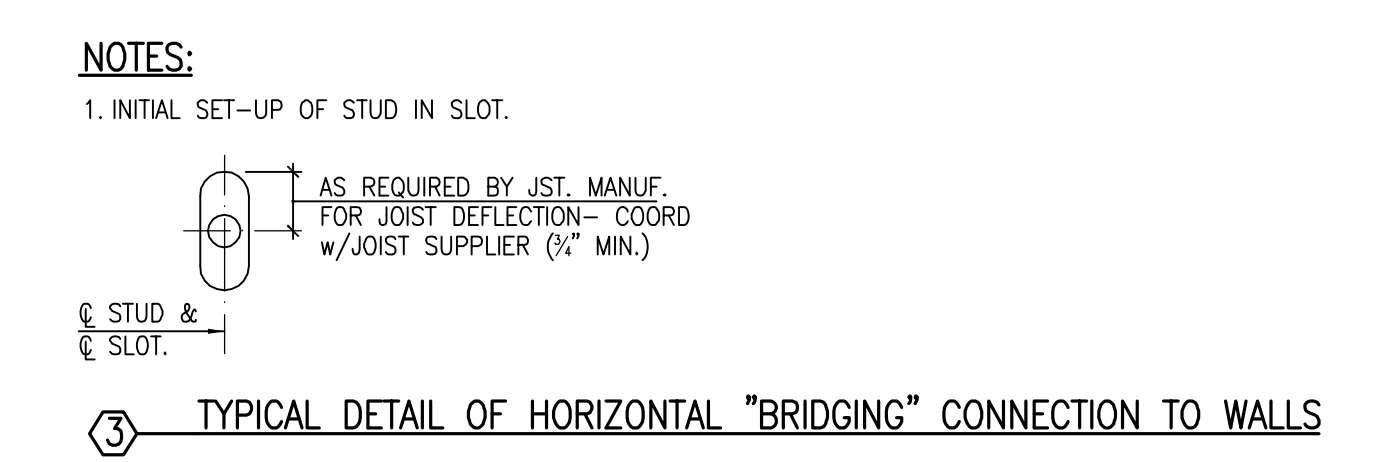 NOTES:
1. INITIAL SET-UP OF STUD IN SLOT.
AS REQUIRED BY JST. MANUF.
FOR JOIST DEFLECTION- COORD
w/JOIST SUPPLIER (¾" MIN.)
℄ STUD &
℄ SLOT.
3 TYPICAL DETAIL OF HORIZONTAL "BRIDGING" CONNECTION TO WALLS